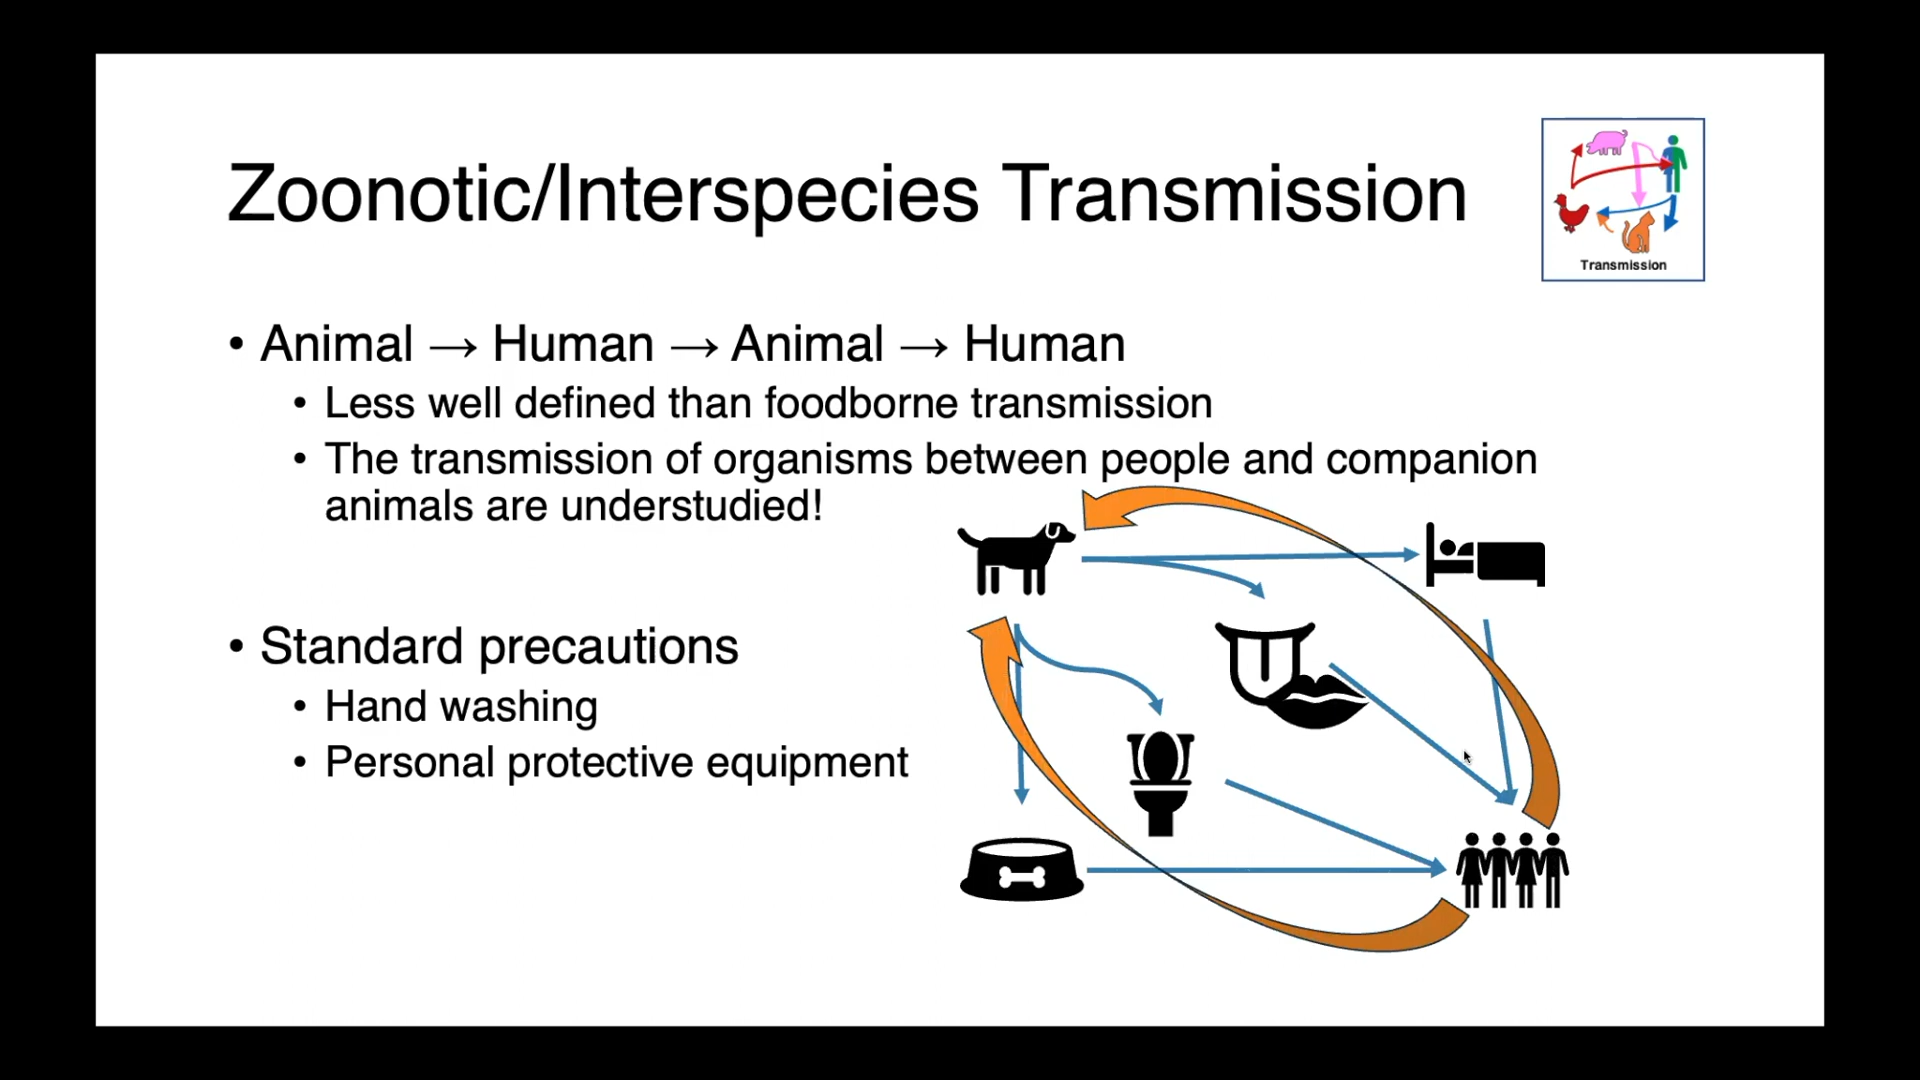 Zoonotic/Interspecies Transmission
Transmission
• Animal → Human → Animal → Human
• Less well defined than foodborne transmission
• The transmission of organisms between people and companion
animals are understudied!
• Standard precautions
• Hand washing
• Personal protective equipment